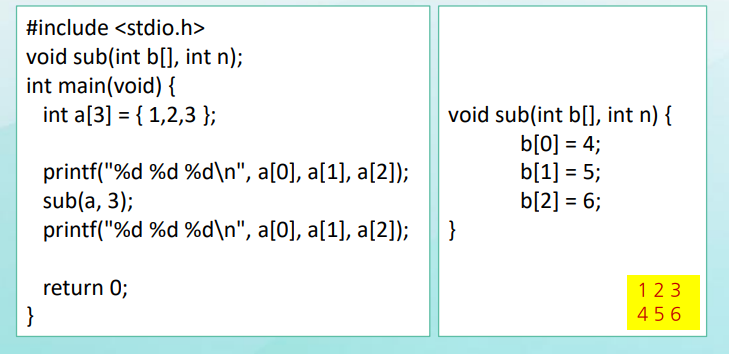 #include <stdio.h>
void sub(int b[], int n);
int main(void) {
int a[3] = { 1,2,3 };
printf("%d %d %d\n", a[0], a[1], a[2]);
sub(a, 3);
printf("%d %d %d\n", a[0], a[1], a[2]);
return 0;
}
void sub(int b[], int n) {
b[0] = 4;
b[1] = 5;
b[2] = 6;
}
1 2 3
4 5 6